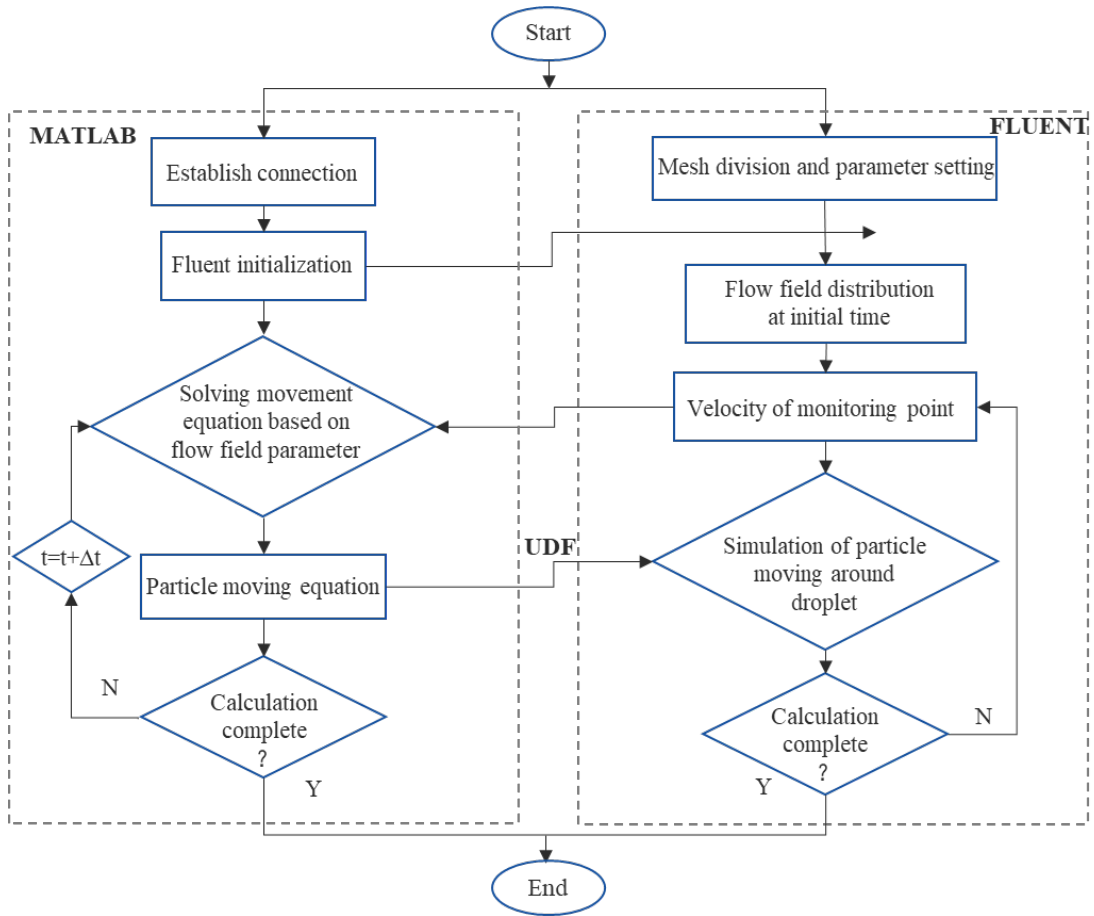 Start
MATLAB
Establish connection
Fluent initialization
Solving movement
equation based on
flow field parameter
t=t+Δt
Particle moving equation
N
Calculation
complete
?
Y
UDF
FLUENT
Mesh division and parameter setting
Flow field distribution
at initial time
Velocity of monitoring point
Simulation of particle
moving around
droplet
Calculation
complete
?
N
Y
End